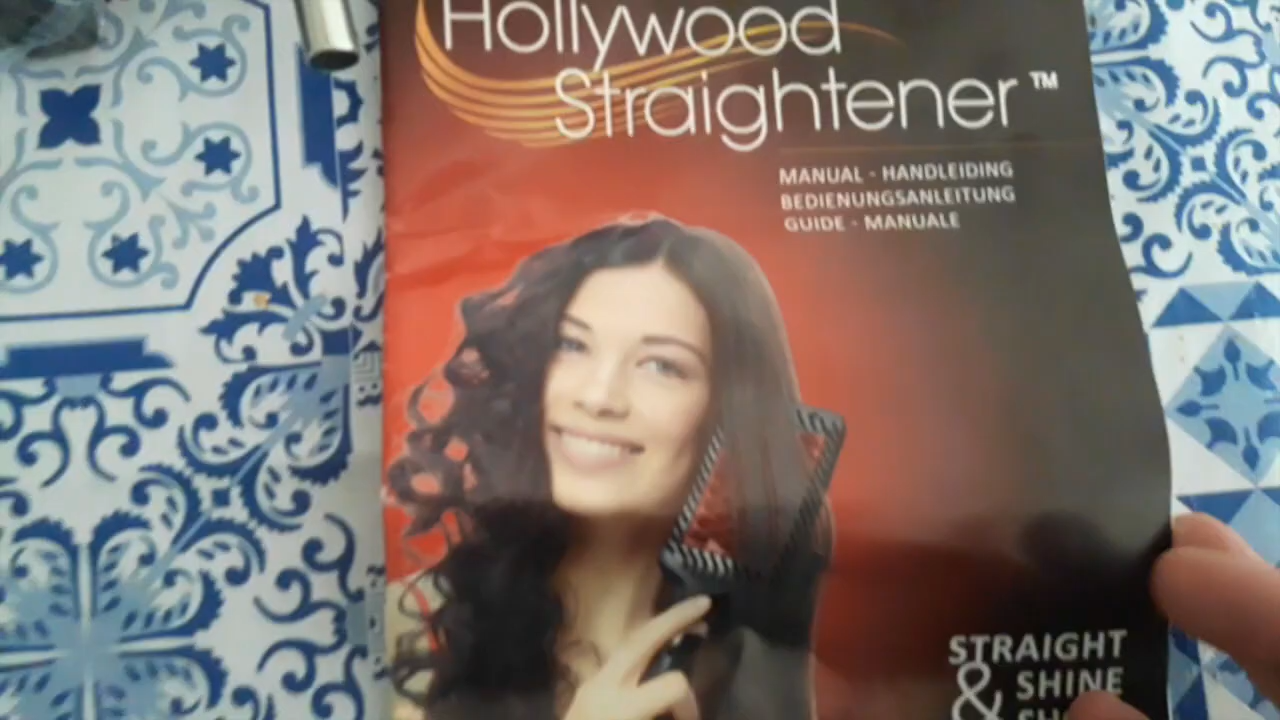 Hollywood
Straightener™
MANUAL - HANDLEIDING
BEDIENUNGSANLEITUNG
GUIDE - MANUALE
STRAIGHT
& SHINE